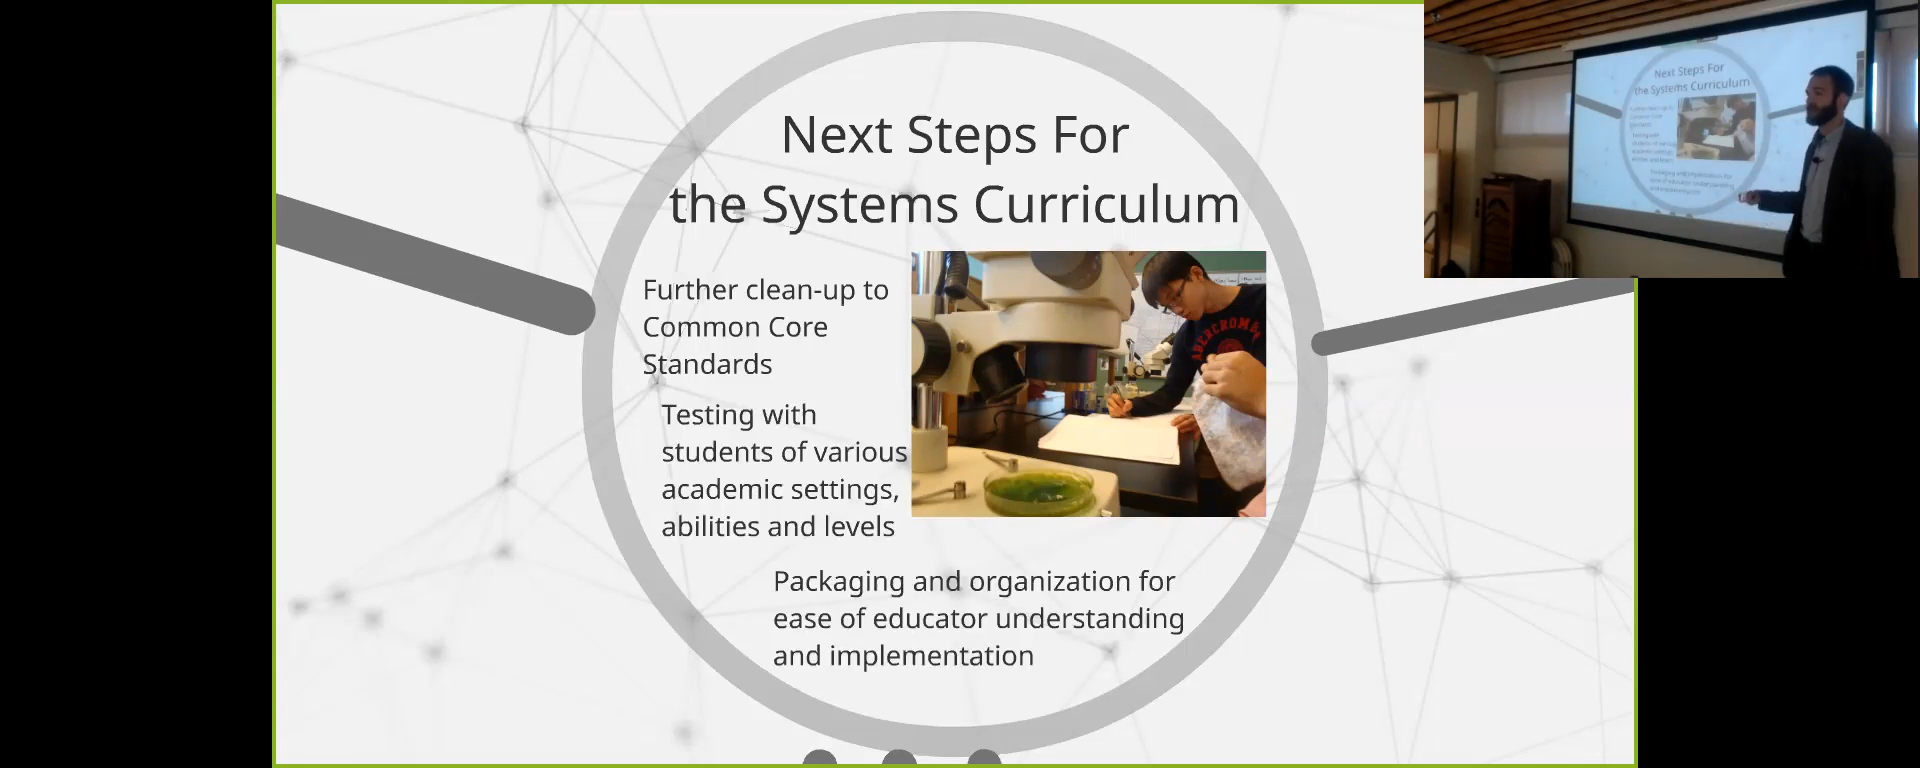 Next Steps For
the Systems Curriculum
Further clean-up to
Common Core
Standards
Testing with
students of various
academic settings,
abilities and levels
Packaging and organization for
ease of educator understanding
and implementation
Next Steps For
the Systems Curriculum